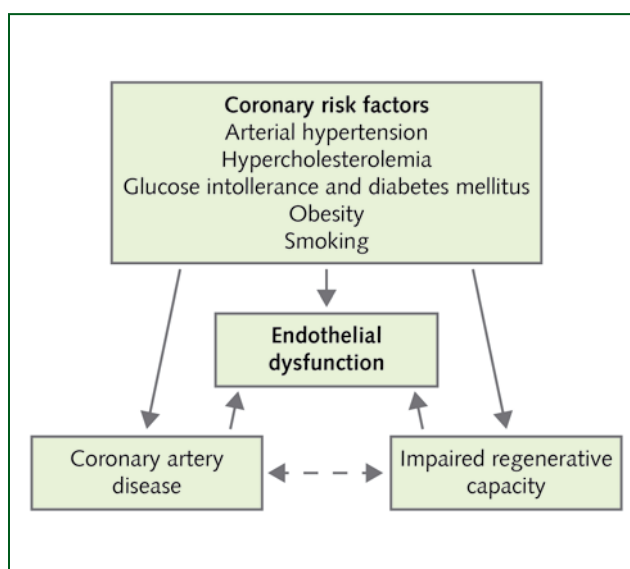 Coronary risk factors
Arterial hypertension
Hypercholesterolemia
Glucose intollerance and diabetes mellitus
Obesity
Smoking
Endothelial
dysfunction
Coronary artery
disease
Impaired regenerative
capacity